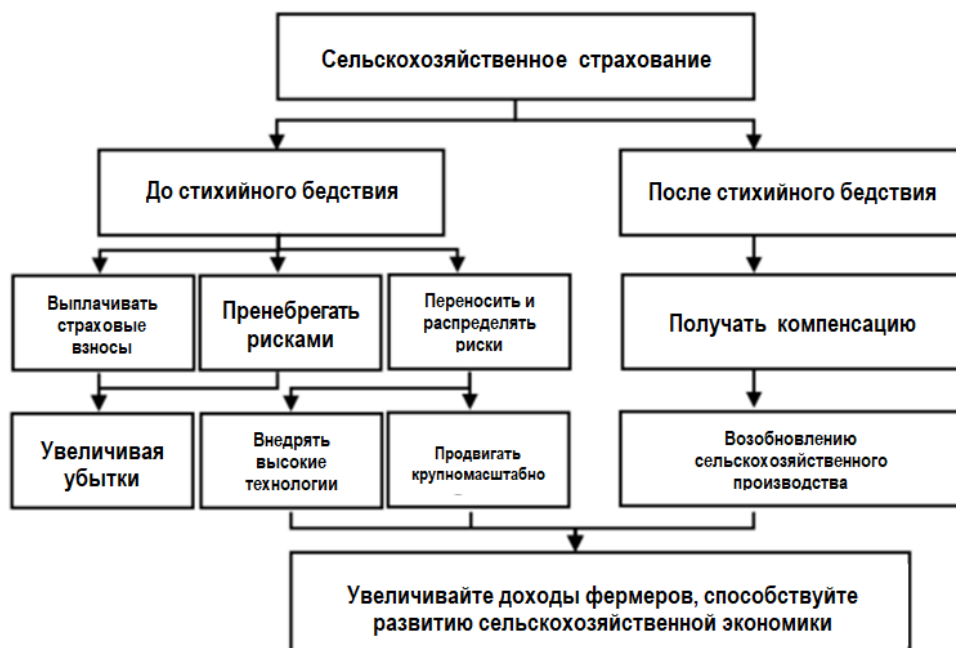 Сельскохозяйственное страхование
До стихийного бедствия
После стихийного бедствия
Выплачивать
страховые
взносы
Пренебрегать
рисками
Переносить и
распределять
риски
Получать компенсацию
Увеличивая
убытки
Внедрять
высокие
технологии
Продвигать
крупномасштабно
Возобновлению
сельскохозяйственного
производства
Увеличивайте доходы фермеров, способствуйте
развитию сельскохозяйственной экономики